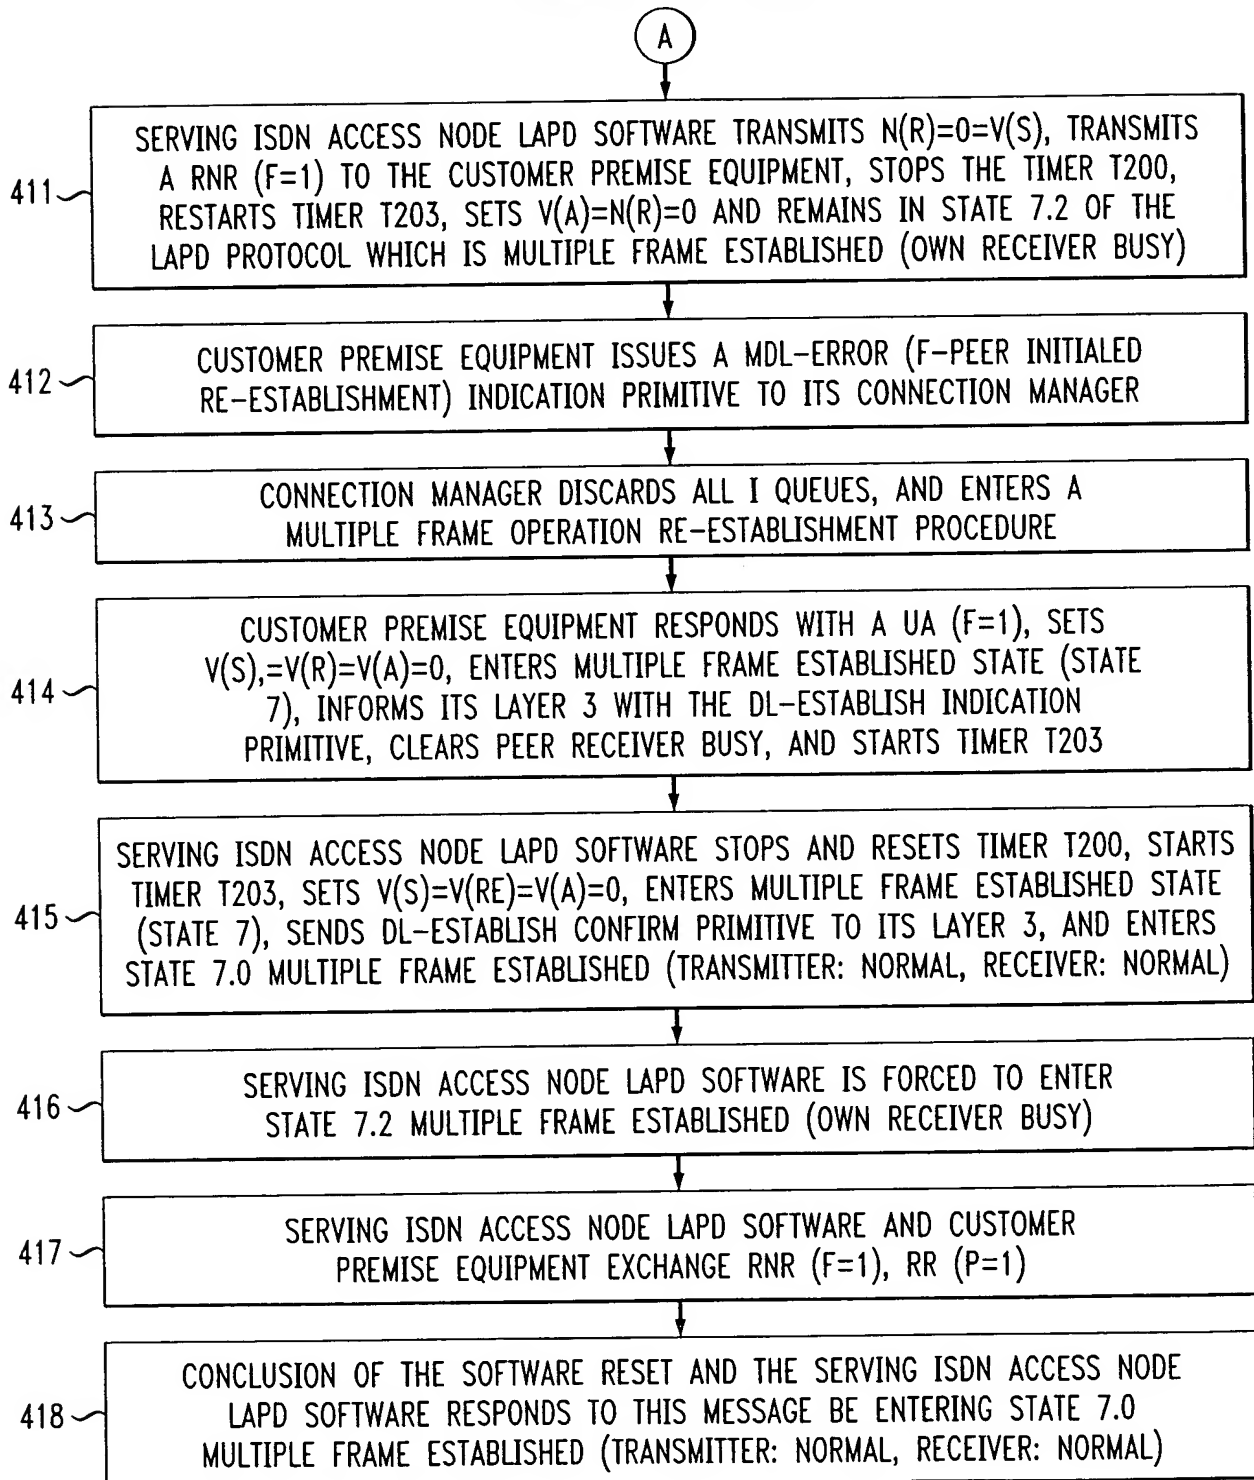 A
411
SERVING ISDN ACCESS NODE LAPD SOFTWARE TRANSMITS N(R)=0=V(S), TRANSMITS
A RNR (F=1) TO THE CUSTOMER PREMISE EQUIPMENT, STOPS THE TIMER T200,
RESTARTS TIMER T203, SETS V(A)=N(R)=0 AND REMAINS IN STATE 7.2 OF THE
LAPD PROTOCOL WHICH IS MULTIPLE FRAME ESTABLISHED (OWN RECEIVER BUSY)
412
CUSTOMER PREMISE EQUIPMENT ISSUES A MDL-ERROR (F-PEER INITIALED
RE-ESTABLISHMENT) INDICATION PRIMITIVE TO ITS CONNECTION MANAGER
413
CONNECTION MANAGER DISCARDS ALL I QUEUES, AND ENTERS A
MULTIPLE FRAME OPERATION RE-ESTABLISHMENT PROCEDURE
414
CUSTOMER PREMISE EQUIPMENT RESPONDS WITH A UA (F=1), SETS
V(S),=V(R)=V(A)=0, ENTERS MULTIPLE FRAME ESTABLISHED STATE (STATE
7), INFORMS ITS LAYER 3 WITH THE DL-ESTABLISH INDICATION
PRIMITIVE, CLEARS PEER RECEIVER BUSY, AND STARTS TIMER T203
415
SERVING ISDN ACCESS NODE LAPD SOFTWARE STOPS AND RESETS TIMER T200, STARTS
TIMER T203, SETS V(S)=V(RE)=V(A)=0, ENTERS MULTIPLE FRAME ESTABLISHED STATE
(STATE 7), SENDS DL-ESTABLISH CONFIRM PRIMITIVE TO ITS LAYER 3, AND ENTERS
STATE 7.0 MULTIPLE FRAME ESTABLISHED (TRANSMITTER: NORMAL, RECEIVER: NORMAL)
416
SERVING ISDN ACCESS NODE LAPD SOFTWARE IS FORCED TO ENTER
STATE 7.2 MULTIPLE FRAME ESTABLISHED (OWN RECEIVER BUSY)
417
SERVING ISDN ACCESS NODE LAPD SOFTWARE AND CUSTOMER
PREMISE EQUIPMENT EXCHANGE RNR (F=1), RR (P=1)
418
CONCLUSION OF THE SOFTWARE RESET AND THE SERVING ISDN ACCESS NODE
LAPD SOFTWARE RESPONDS TO THIS MESSAGE BE ENTERING STATE 7.0
MULTIPLE FRAME ESTABLISHED (TRANSMITTER: NORMAL, RECEIVER: NORMAL)